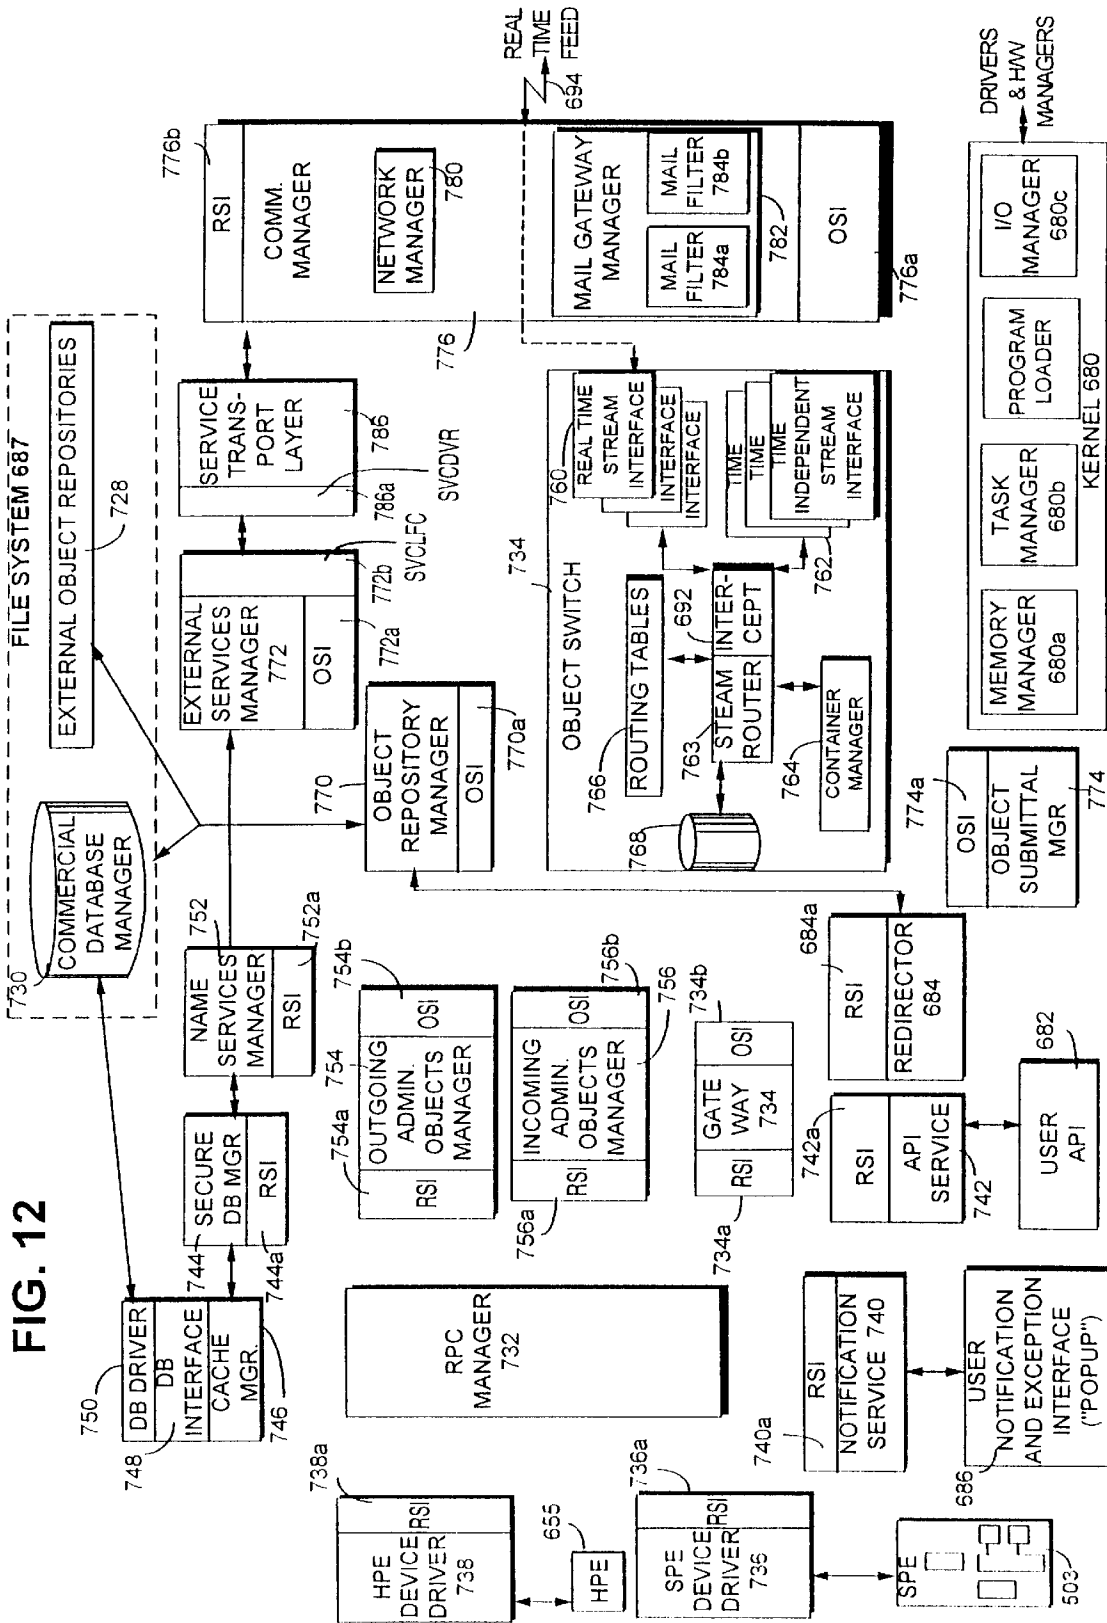 FIG. 12
FILE SYSTEM 687
730
COMMERCIAL
DATABASE
MANAGER
EXTERNAL OBJECT REPOSITORIES
728
750
DB DRIVER
748
DB
INTERFACE
CACHE
MGR.
746
744
SECURE
DB MGR
744a
RSI
NAME
SERVICES
MANAGER
752
RSI
752a
EXTERNAL
SERVICES
MANAGER
772
OSI
772a
772b
SVCLFC
SERVICE
TRANS-
PORT
LAYER
786
786a
SVCDVR
776b
RSI
COMM.
MANAGER
NETWORK
MANAGER
780
776
MAIL GATEWAY
MANAGER
MAIL
FILTER
784a
MAIL
FILTER
784b
782
OSI
776a
REAL
TIME
FEED
694
738a
HPE
DEVICE
DRIVER
738
RSI
655
HPE
736a
SPE
DEVICE
DRIVER
736
RSI
SPE
503
RPC
MANAGER
732
754a
754
754b
RSI
OUTGOING
ADMIN.
OBJECTS
MANAGER
OSI
756a
RSI
INCOMING
ADMIN.
OBJECTS
MANAGER
OSI
756b
756
734a
RSI
GATE
WAY
734
OSI
734b
770
OBJECT
REPOSITORY
MANAGER
OSI
770a
734
OBJECT SWITCH
768
766
ROUTING TABLES
763
692
STEAM
ROUTER
INTER-
CEPT
764
CONTAINER
MANAGER
760
REAL TIME
STREAM
INTERFACE
INTERFACE
INTERFACE
TIME
TIME
TIME
INDEPENDENT
STREAM
INTERFACE
762
740a
RSI
NOTIFICATION
SERVICE 740
686
USER
NOTIFICATION
AND EXCEPTION
INTERFACE
("POPUP")
742a
RSI
API
SERVICE
742
USER
API
682
684a
RSI
REDIRECTOR
684
774a
OSI
OBJECT
SUBMITTAL
MGR
774
MEMORY
MANAGER
680a
TASK
MANAGER
680b
PROGRAM
LOADER
I/O
MANAGER
680c
KERNEL 680
DRIVERS
& H/W
MANAGERS